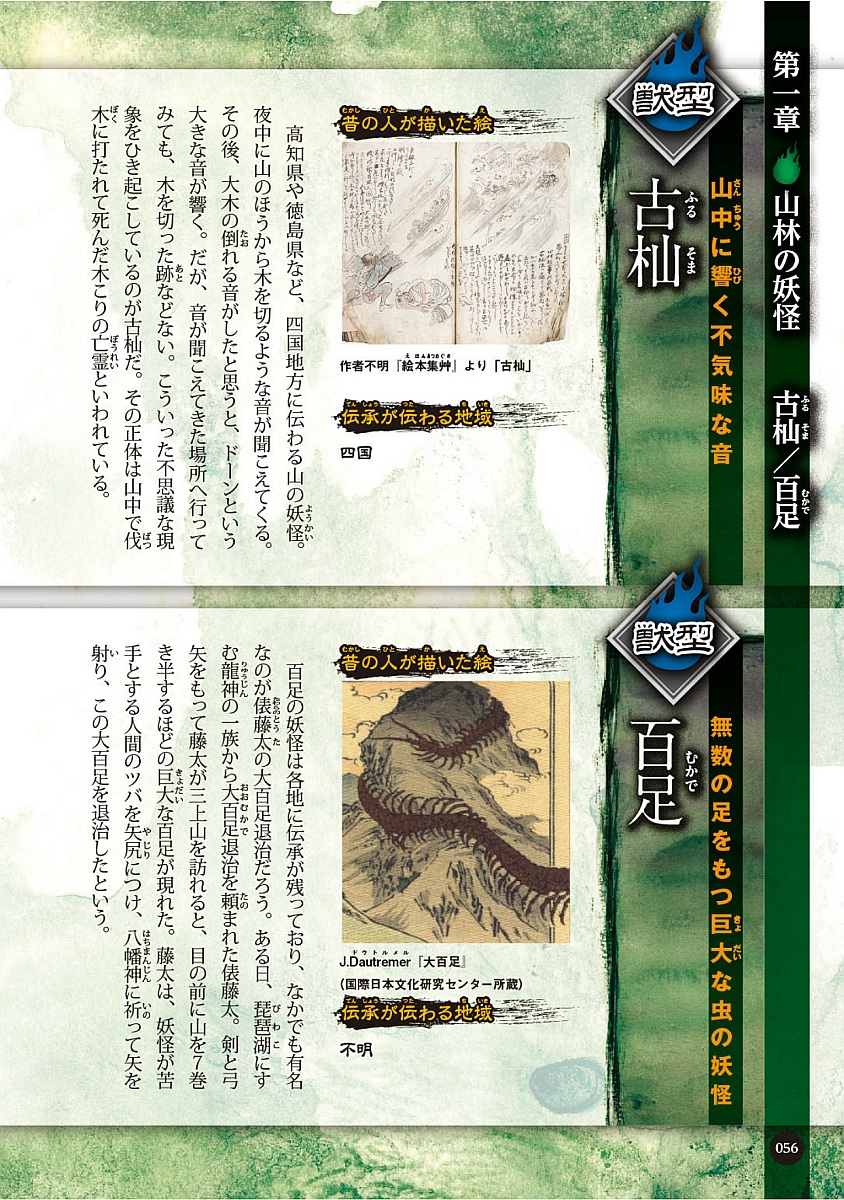 第一章 山林の妖怪 古杣／百足
獣型
山中に響く不気味な音
古杣
昔の人が描いた絵
作者不明『絵本集艸』より「古杣」
伝承が伝わる地域
四国
高知県や徳島県など、四国地方に伝わる山の妖怪。
夜中に山のほうから木を切るような音が聞こえてくる。
その後、大木の倒れる音がしたと思うと、ドーンという
大きな音が響く。だが、音が聞こえてきた場所へ行って
みても、木を切った跡などない。こういった不思議な現
象をひき起こしているのが古杣だ。その正体は山中で伐
木に打たれて死んだ木こりの亡霊といわれている。
獣型
無数の足をもつ巨大な虫の妖怪
百足
昔の人が描いた絵
J.Dautremer『大百足』
（国際日本文化研究センター所蔵）
伝承が伝わる地域
不明
百足の妖怪は各地に伝承が残っており、なかでも有名
なのが俵藤太の大百足退治だろう。ある日、琵琶湖にす
む龍神の一族から大百足退治を頼まれた俵藤太。剣と弓
矢をもって藤太が三上山を訪れると、目の前に山を7巻
き半するほどの巨大な百足が現れた。藤太は、妖怪が苦
手とする人間のツバを矢尻につけ、八幡神に祈って矢を
射り、この大百足を退治したという。
056